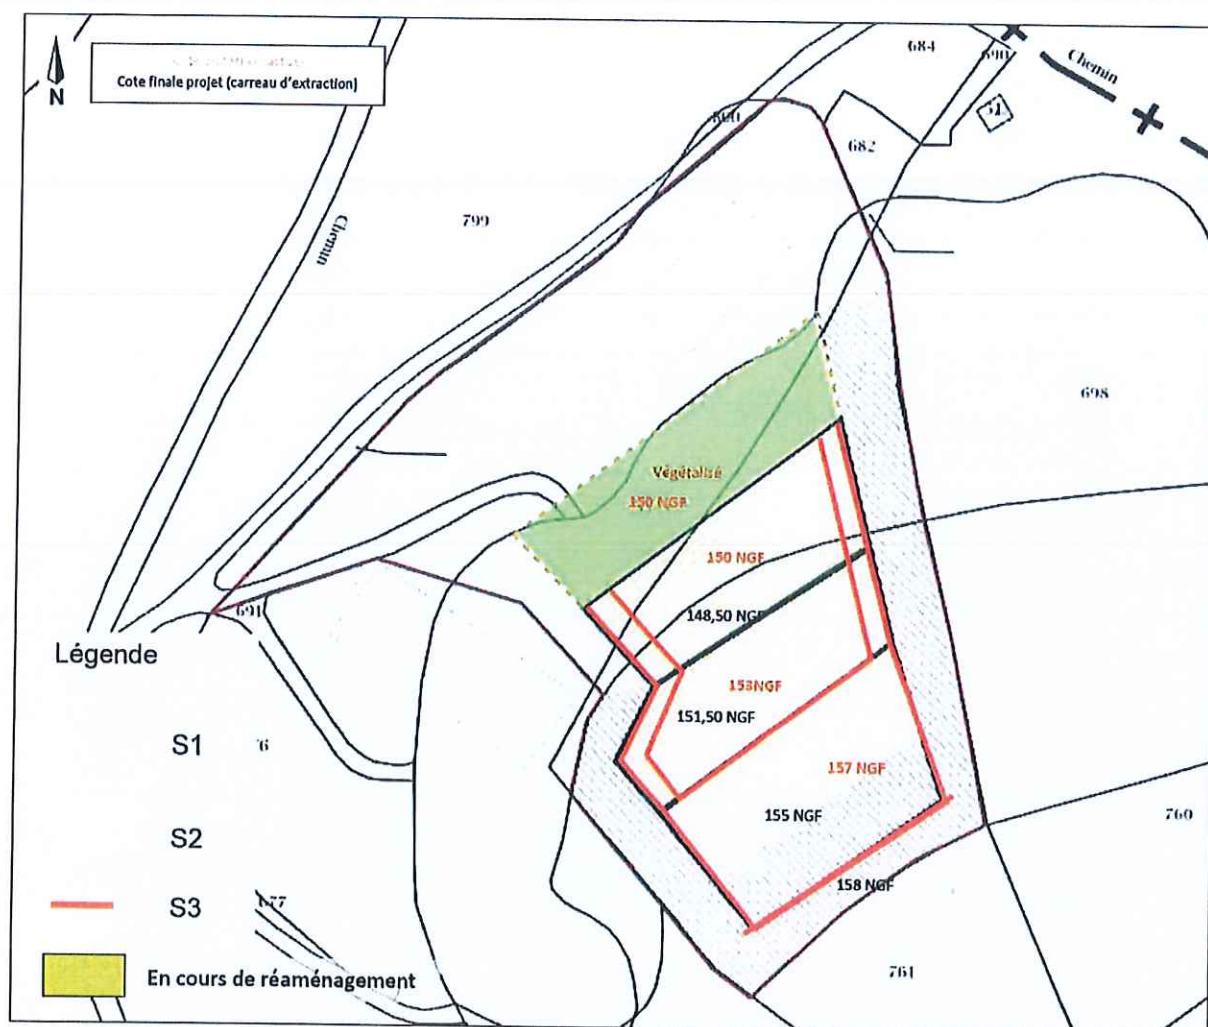 N
Cote finale projet (carreau d'extraction)
684
690
Chemin
682
Chemin
799
698
Végétalisé
150 NGF
150 NGF
148,50 NGF
691
Légende
153NGF
151,50 NGF
S1
157 NGF
155 NGF
760
S2
158 NGF
S3
761
En cours de réaménagement